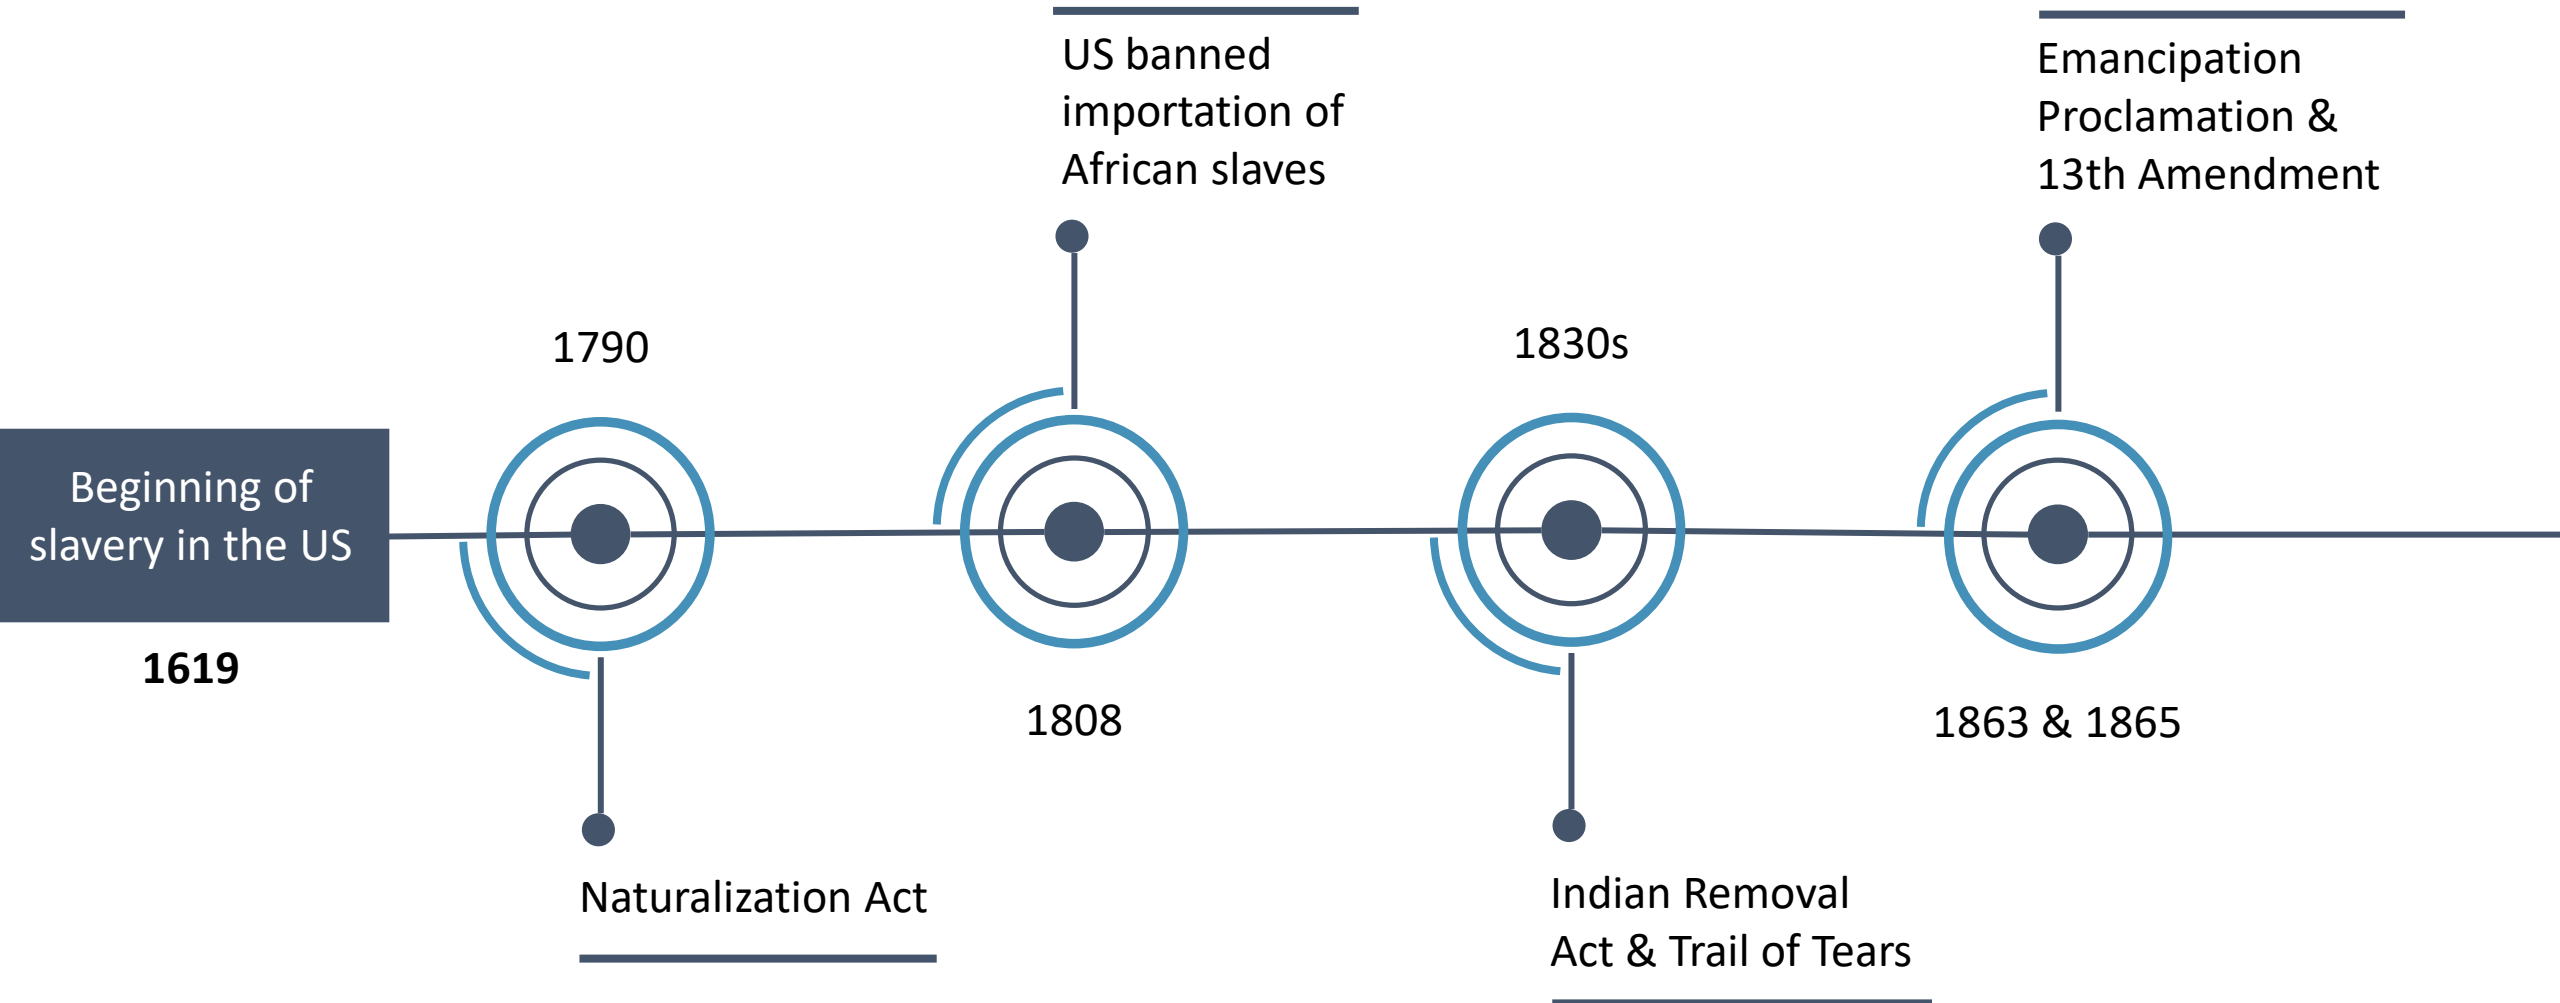 Beginning of
slavery in the US
1619
1790
Naturalization Act
US banned
importation of
African slaves
1808
1830s
Indian Removal
Act & Trail of Tears
Emancipation
Proclamation &
13th Amendment
1863 & 1865